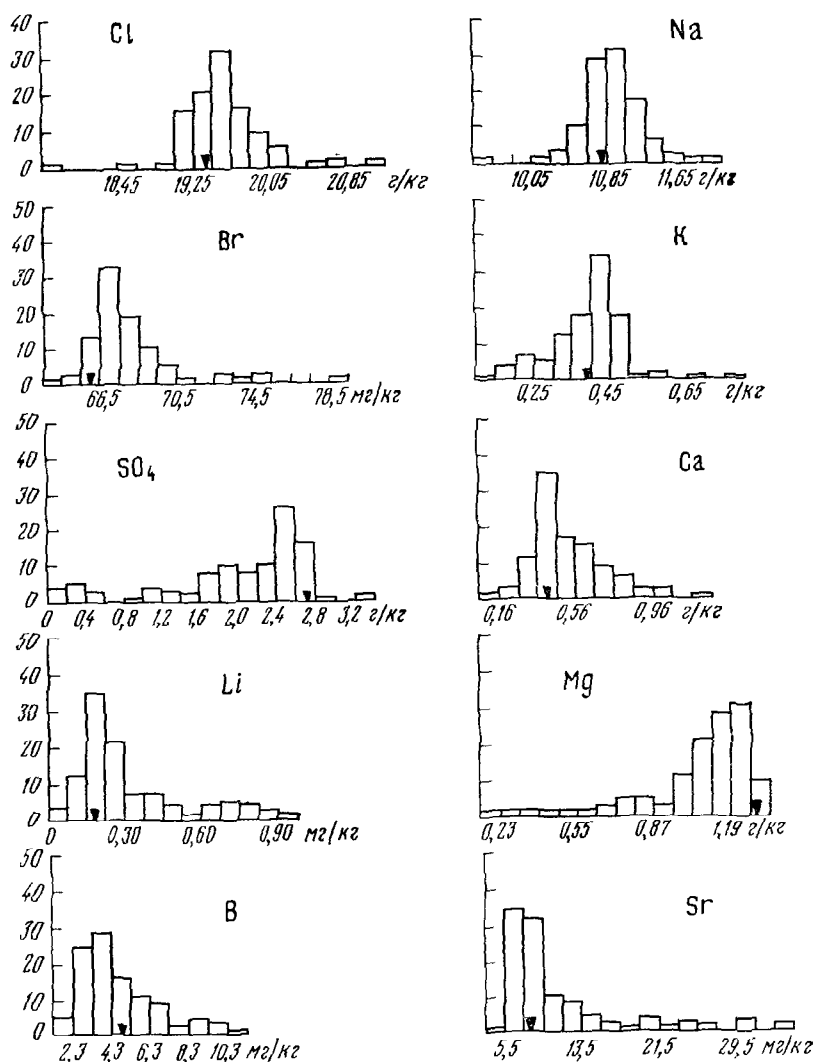 Cl
40
30
20
10
0
18,45 19,25 20,05 20,85 г/кг
Na
10,05 10,85 11,65 г/кг
Br
50
40
30
20
10
0
66,5 70,5 74,5 78,5 мг/кг
K
0,25 0,45 0,65 г/кг
SO4
50
40
30
20
10
0
0 0,4 0,8 1,2 1,6 2,0 2,4 2,8 3,2 г/кг
Ca
0,16 0,56 0,96 г/кг
Li
50
40
30
20
10
0
0 0,30 0,60 0,90 мг/кг
Mg
0,23 0,55 0,87 1,19 г/кг
B
50
40
30
20
10
0
2,3 4,3 6,3 8,3 10,3 мг/кг
Sr
5,5 13,5 21,5 29,5 мг/кг